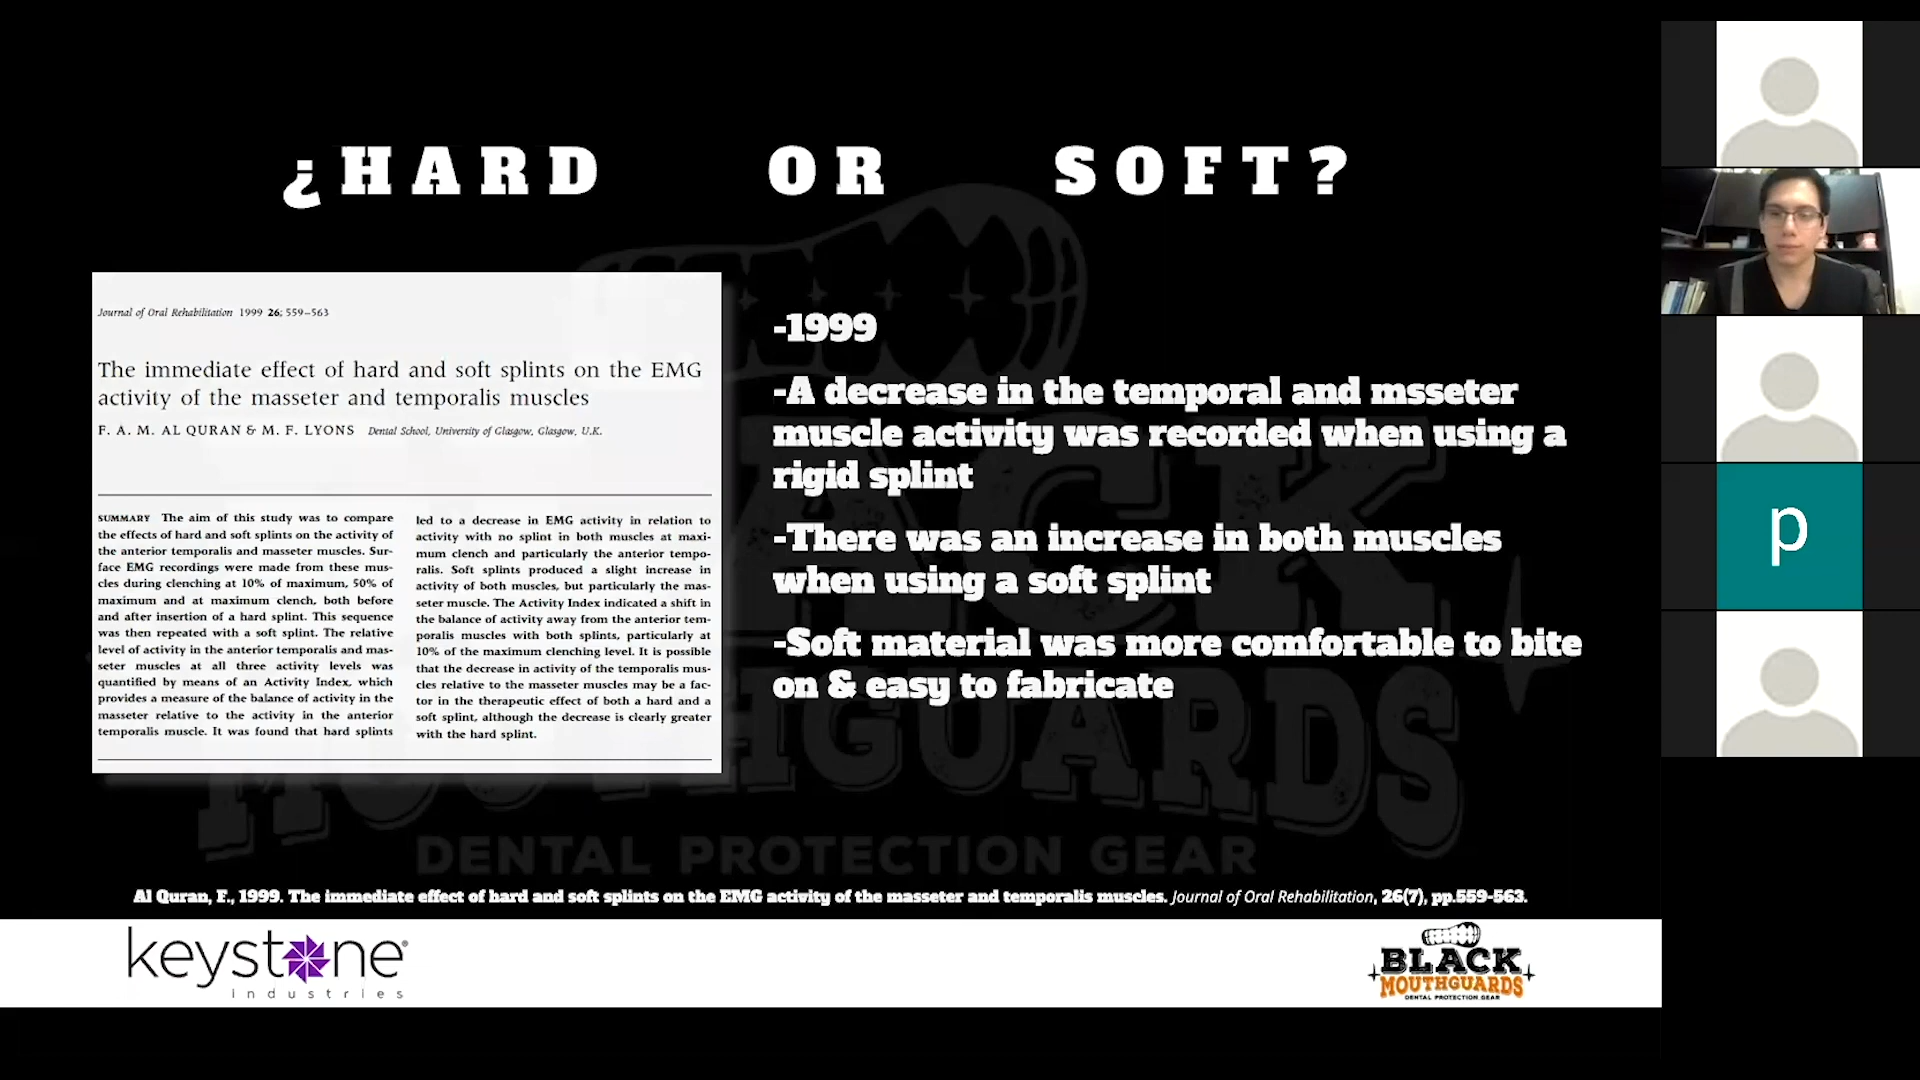 ¿HARD OR SOFT?
Journal of Oral Rehabilitation 1999 26; 559–563
The immediate effect of hard and soft splints on the EMG
activity of the masseter and temporalis muscles
F. A. M. AL QURAN & M. F. LYONS Dental School, University of Glasgow, Glasgow, U.K.
SUMMARY The aim of this study was to compare
the effects of hard and soft splints on the activity of
the anterior temporalis and masseter muscles. Sur-
face EMG recordings were made from these mus-
cles during clenching at 10% of maximum, 50% of
maximum and at maximum clench, both before
and after insertion of a hard splint. This sequence
was then repeated with a soft splint. The relative
level of activity in the anterior temporalis and mas-
seter muscles at all three activity levels was
quantified by means of an Activity Index, which
provides a measure of the balance of activity in the
masseter relative to the activity in the anterior
temporalis muscle. It was found that hard splints
led to a decrease in EMG activity in relation to
activity with no splint in both muscles at maxi-
mum clench and particularly the anterior tempo-
ralis. Soft splints produced a slight increase in
activity of both muscles, but particularly the mas-
seter muscle. The Activity Index indicated a shift in
the balance of activity away from the anterior tem-
poralis muscles with both splints, particularly at
10% of the maximum clenching level. It is possible
that the decrease in activity of the temporalis mus-
cles relative to the masseter muscles may be a fac-
tor in the therapeutic effect of both a hard and a
soft splint, although the decrease is clearly greater
with the hard splint.
-1999
-A decrease in the temporal and msseter
muscle activity was recorded when using a
rigid splint
-There was an increase in both muscles
when using a soft splint
-Soft material was more comfortable to bite
on & easy to fabricate
BLACK
MOUTHGUARDS
DENTAL PROTECTION GEAR
Al Quran, F., 1999. The immediate effect of hard and soft splints on the EMG activity of the masseter and temporalis muscles. Journal of Oral Rehabilitation, 26(7), pp.559-563.
keystone
industries
BLACK
MOUTHGUARDS
DENTAL PROTECTION GEAR
p